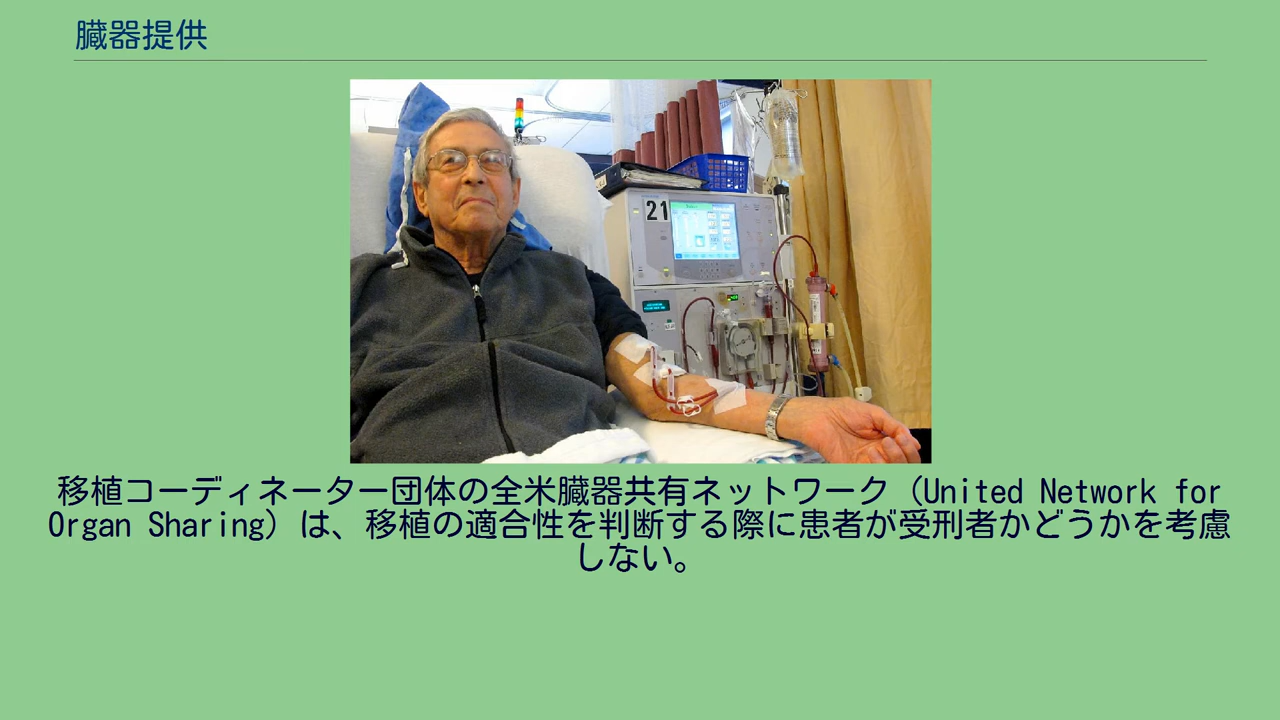 臓器提供
21
移植コーディネーター団体の全米臓器共有ネットワーク（United Network for
Organ Sharing）は、移植の適合性を判断する際に患者が受刑者かどうかを考慮
しない。